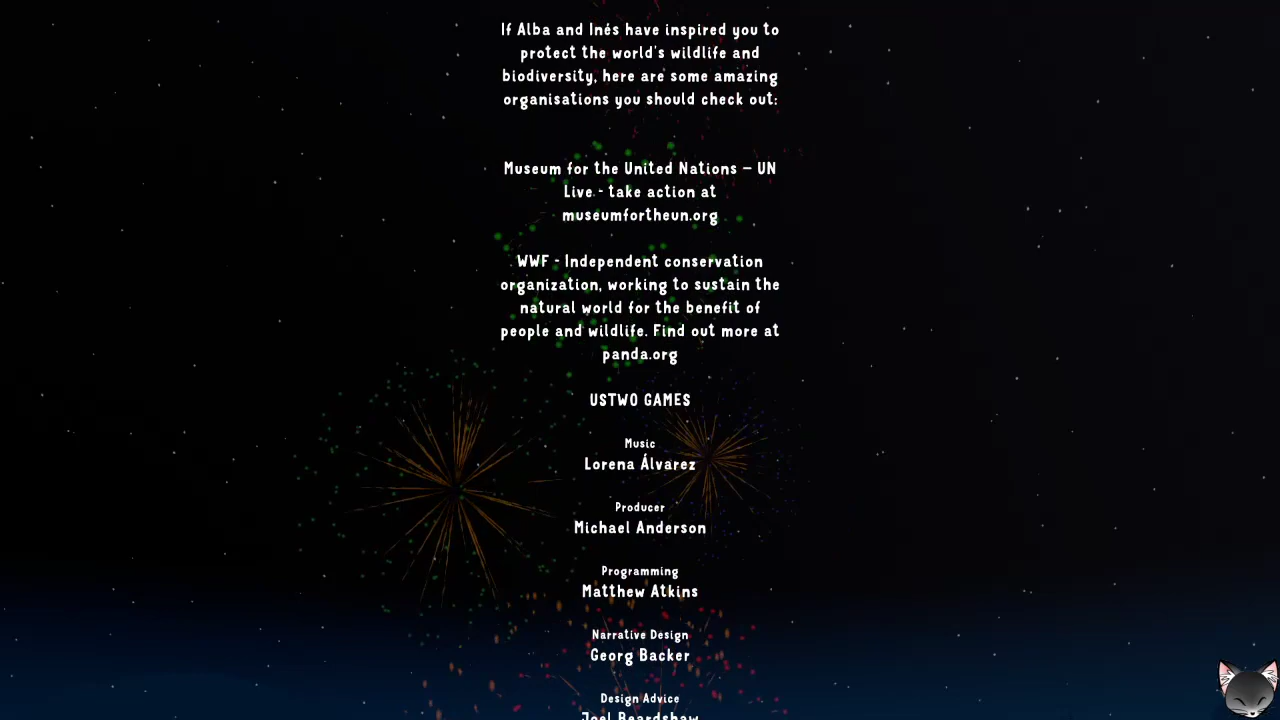 If Alba and Inés have inspired you to
protect the world's wildlife and
biodiversity, here are some amazing
organisations you should check out:
Museum for the United Nations – UN
Live - take action at
museumfortheun.org
WWF - Independent conservation
organization, working to sustain the
natural world for the benefit of
people and wildlife. Find out more at
panda.org
USTWO GAMES
Music
Lorena Álvarez
Producer
Michael Anderson
Programming
Matthew Atkins
Narrative Design
Georg Backer
Design Advice
Joel Beardshaw